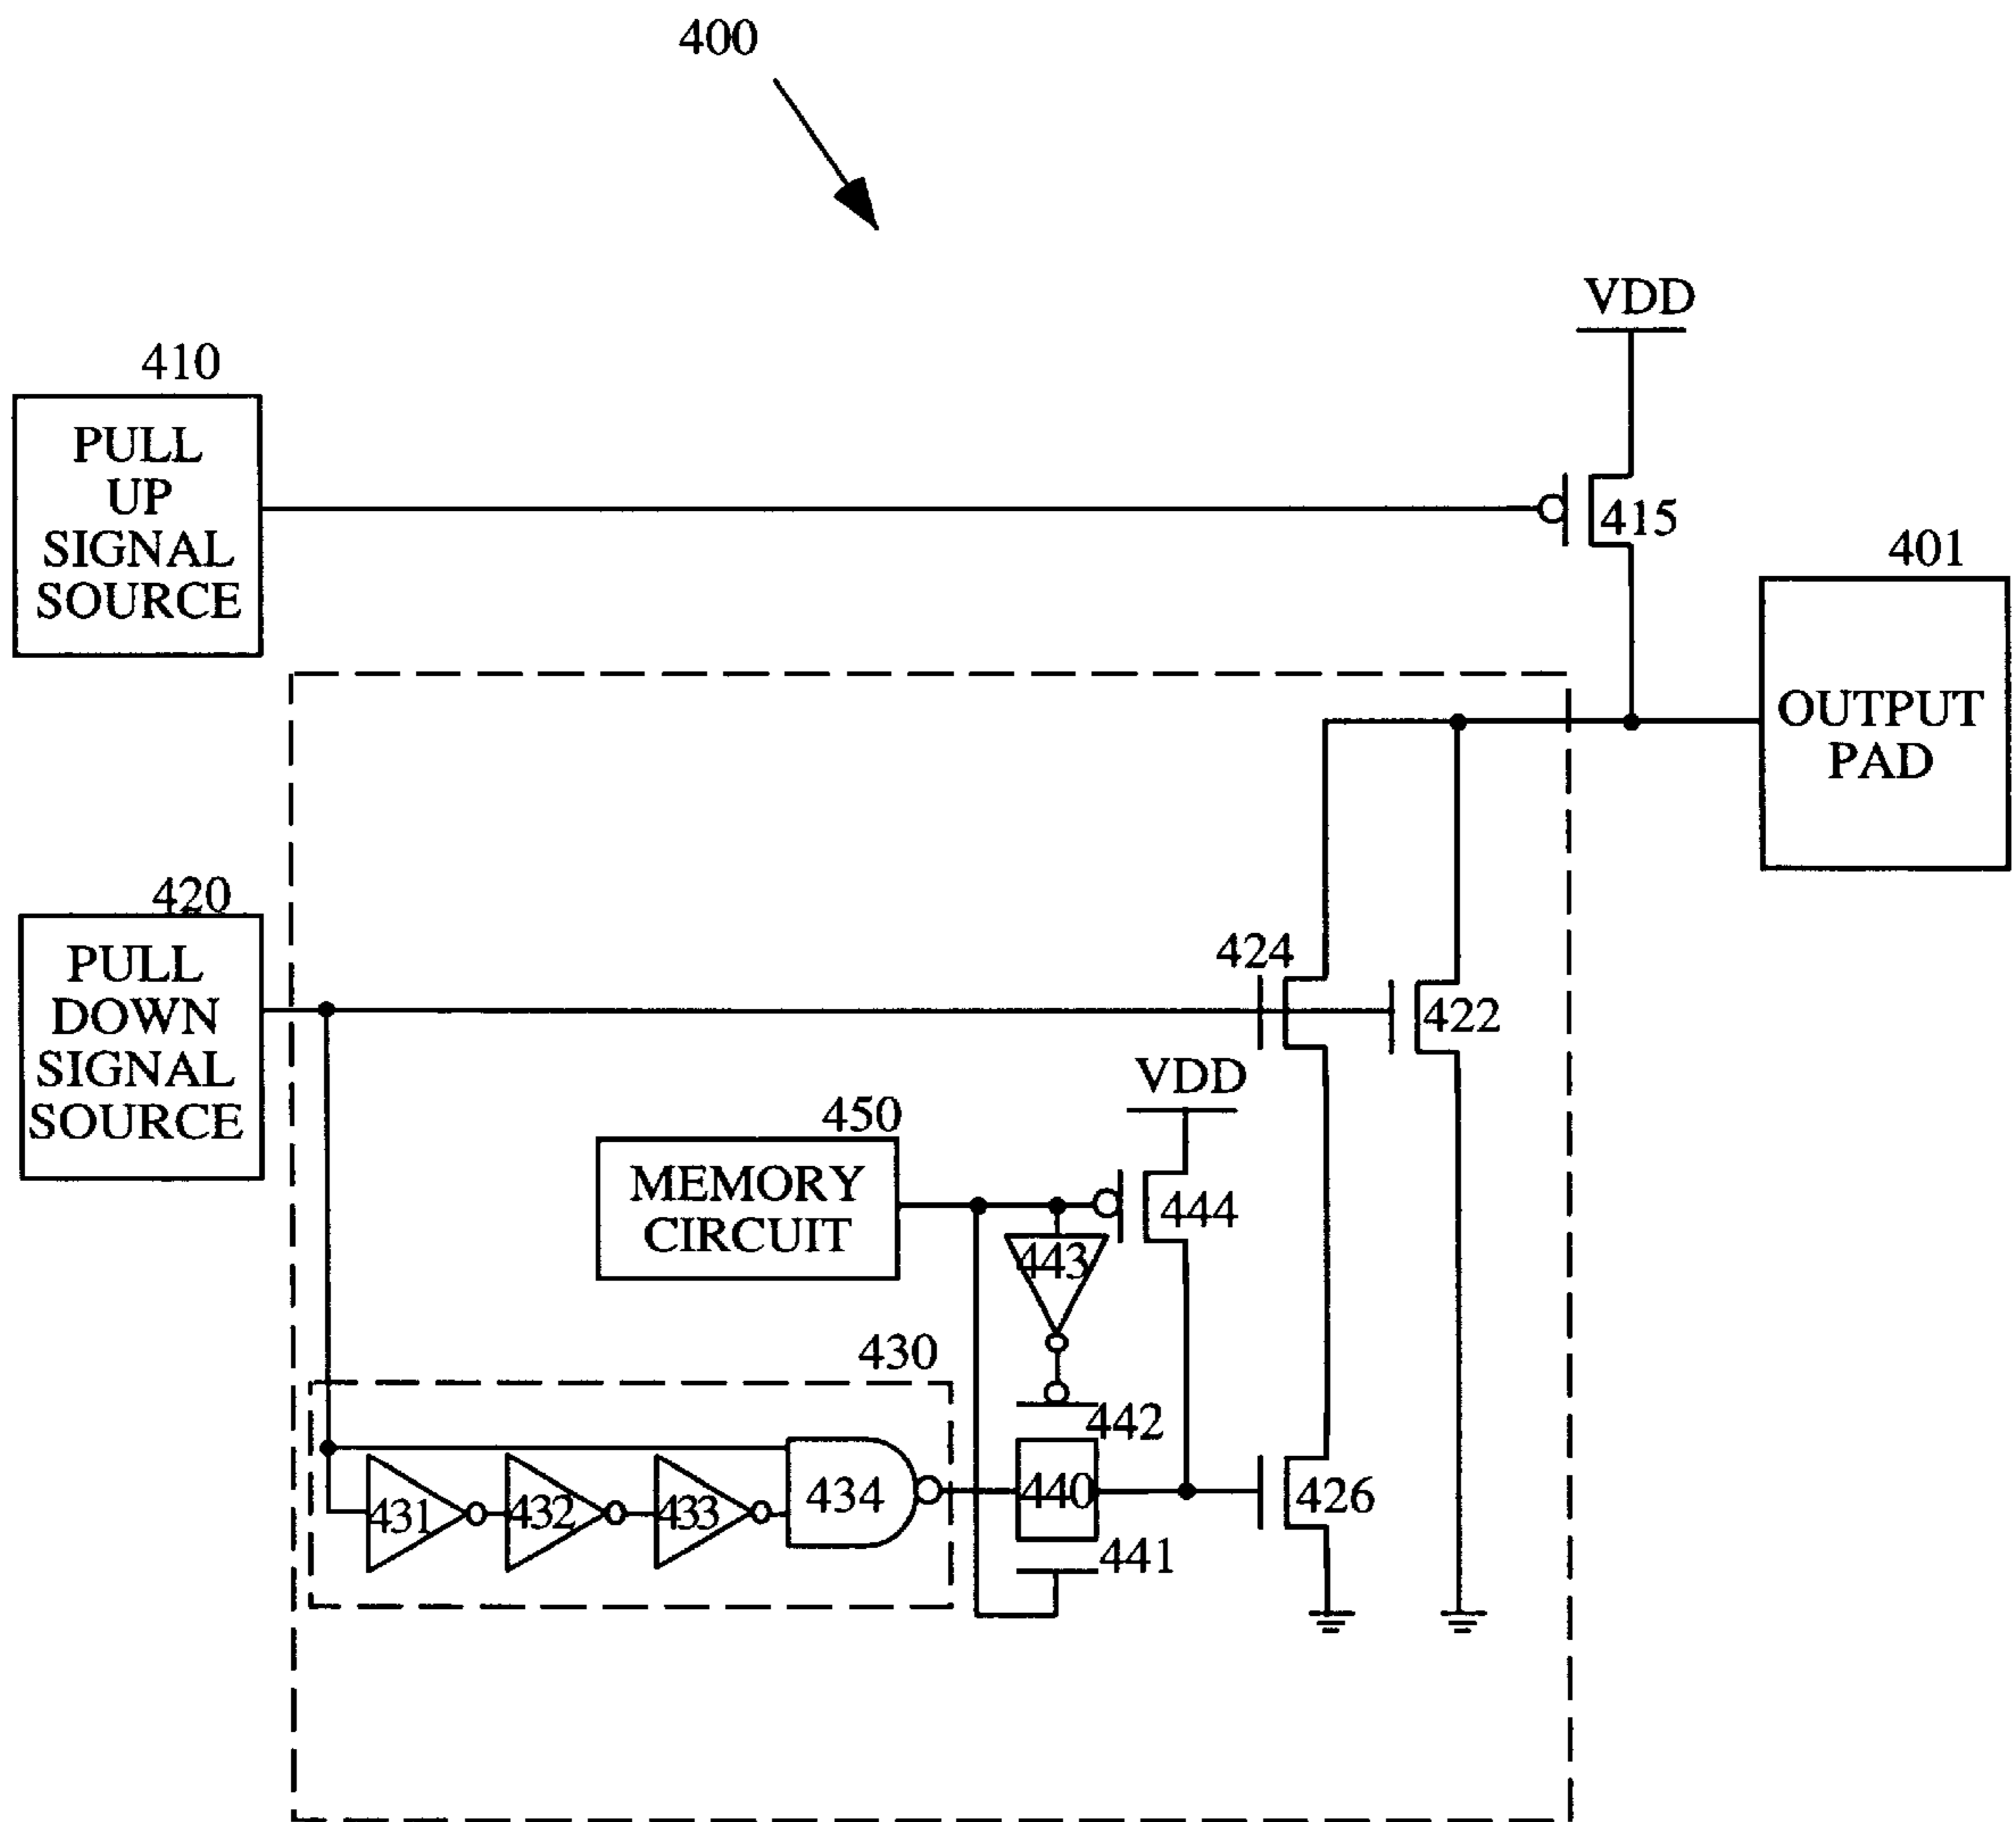 400
VDD
410
PULL
UP
SIGNAL
SOURCE
415
401
OUTPUT
PAD
420
PULL
DOWN
SIGNAL
SOURCE
424
422
VDD
450
MEMORY
CIRCUIT
444
443
430
442
431
432
433
434
440
426
441